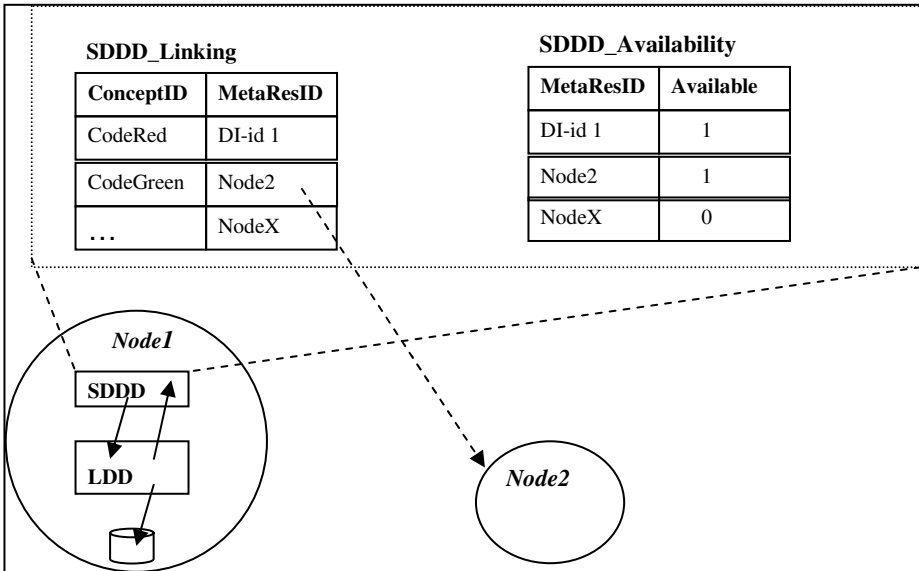 SDDD_Linking
ConceptID MetaResID
CodeRed DI-id 1
CodeGreen Node2
... NodeX
SDDD_Availability
MetaResID Available
DI-id 1 1
Node2 1
NodeX 0
Node1
SDDD
LDD
Node2